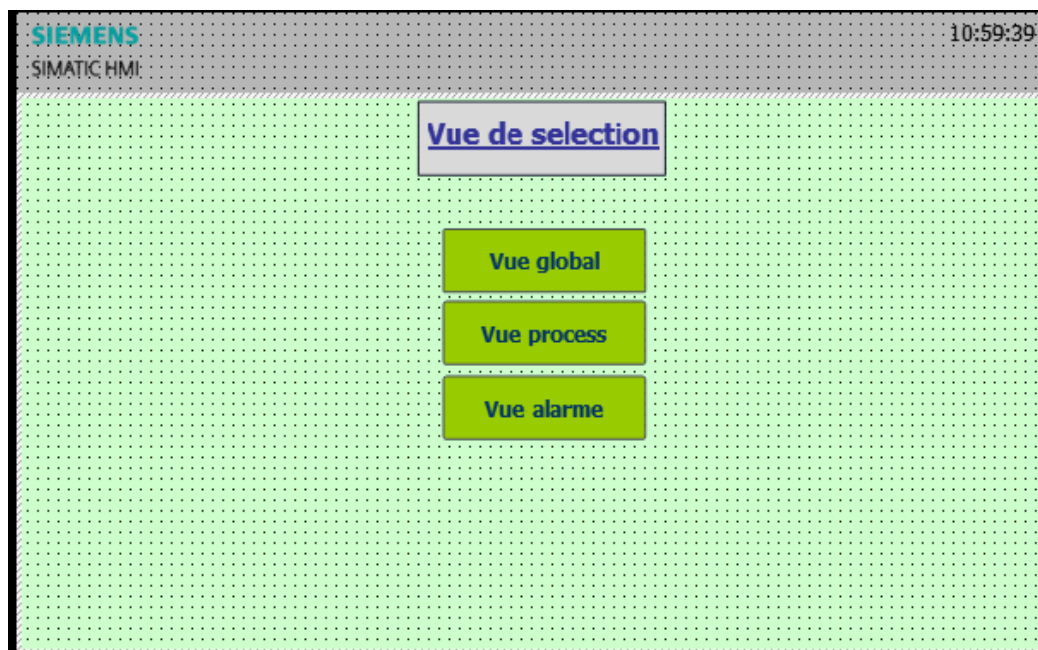 SIEMENS
10:59:39
SIMATIC HMI
Vue de selection
Vue global
Vue process
Vue alarme